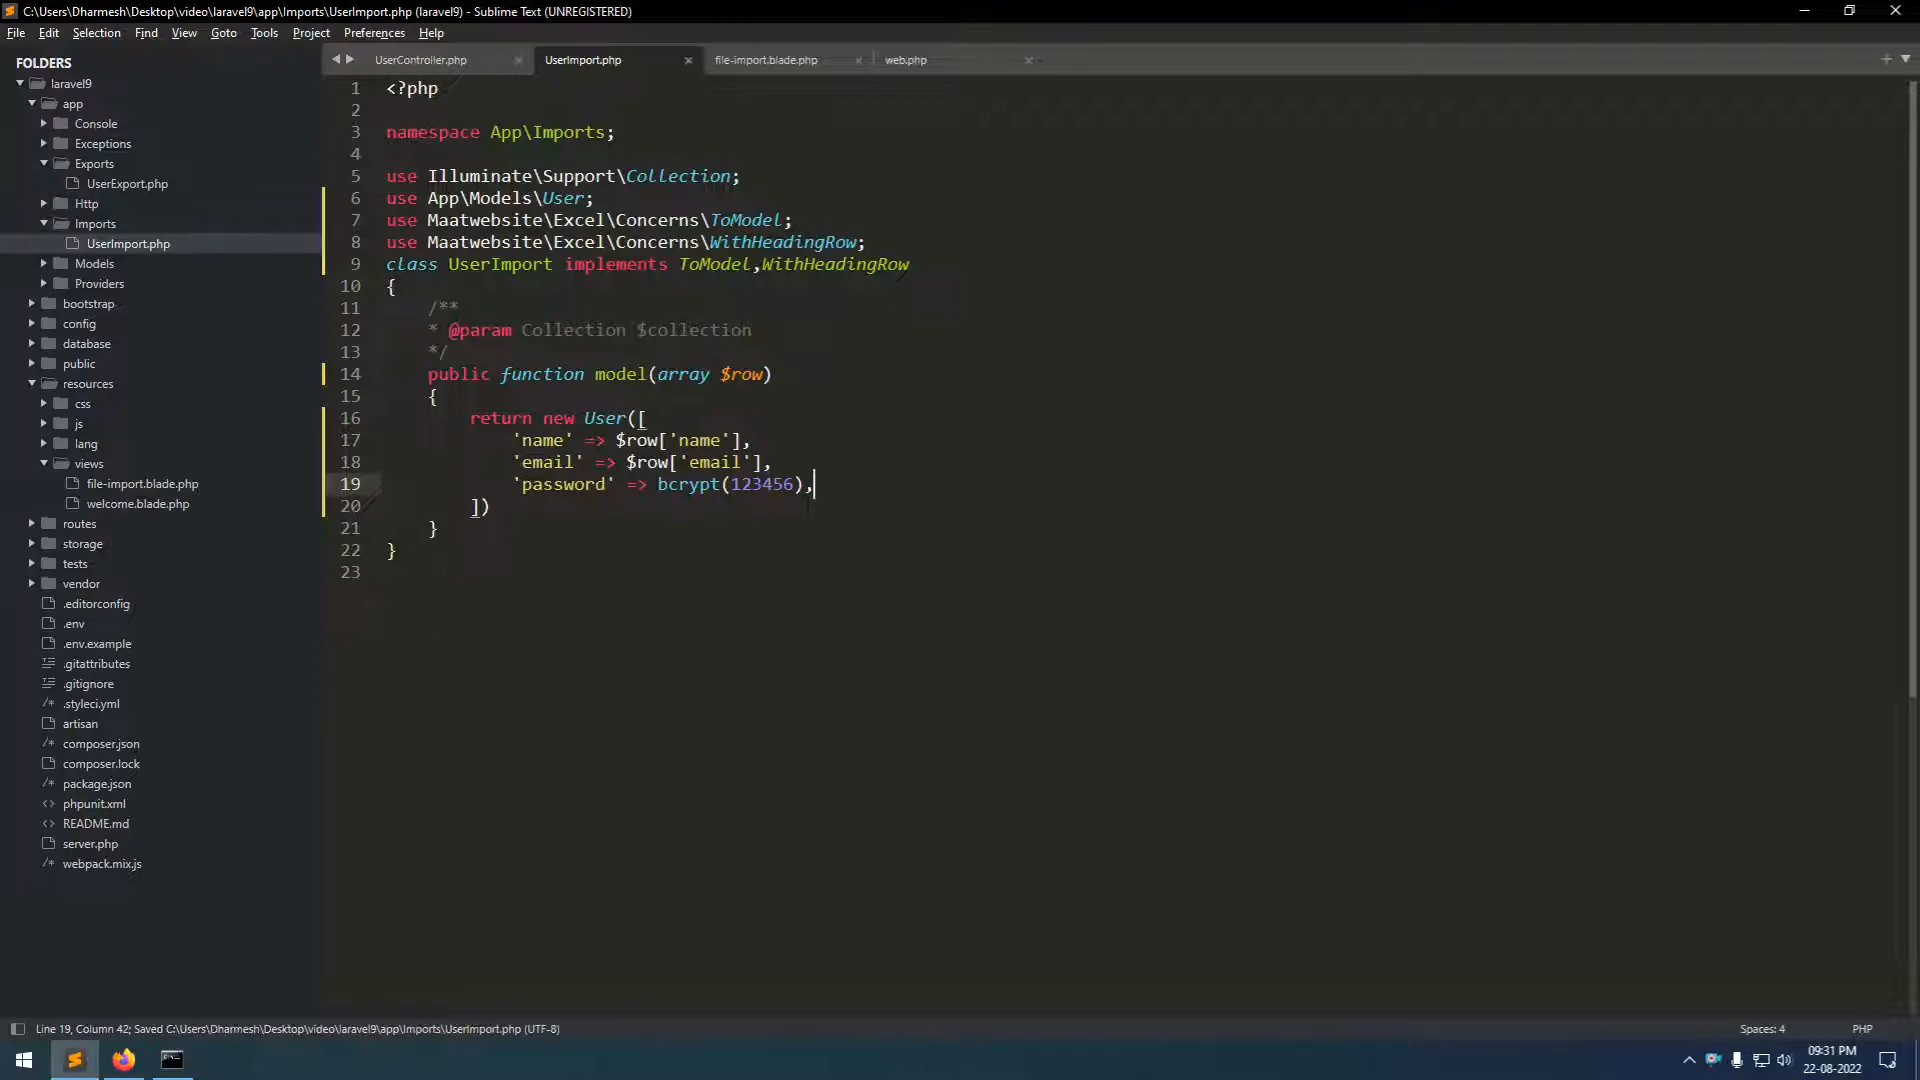 C:\Users\Dharmesh\Desktop\video\laravel9\app\Imports\UserImport.php (laravel9) - Sublime Text (UNREGISTERED)
File Edit Selection Find View Goto Tools Project Preferences Help
FOLDERS
laravel9
app
Console
Exceptions
Exports
UserExport.php
Http
Imports
UserImport.php
Models
Providers
bootstrap
config
database
public
resources
css
js
lang
views
file-import.blade.php
welcome.blade.php
routes
storage
tests
vendor
.editorconfig
.env
.env.example
.gitattributes
.gitignore
/* .styleci.yml
artisan
/* composer.json
composer.lock
/* package.json
<> phpunit.xml
<> README.md
server.php
/* webpack.mix.js
UserController.php UserImport.php file-import.blade.php web.php
1 <?php
2
3 namespace App\Imports;
4
5 use Illuminate\Support\Collection;
6 use App\Models\User;
7 use Maatwebsite\Excel\Concerns\ToModel;
8 use Maatwebsite\Excel\Concerns\WithHeadingRow;
9 class UserImport implements ToModel,WithHeadingRow
10 {
11 /**
12 * @param Collection $collection
13 */
14 public function model(array $row)
15 {
16 return new User([
17 'name' => $row['name'],
18 'email' => $row['email'],
19 'password' => bcrypt(123456),
20 ])
21 }
22 }
23
Line 19, Column 42; Saved C:\Users\Dharmesh\Desktop\video\laravel9\app\Imports\UserImport.php (UTF-8)
Spaces: 4 PHP
09:31 PM
22-08-2022